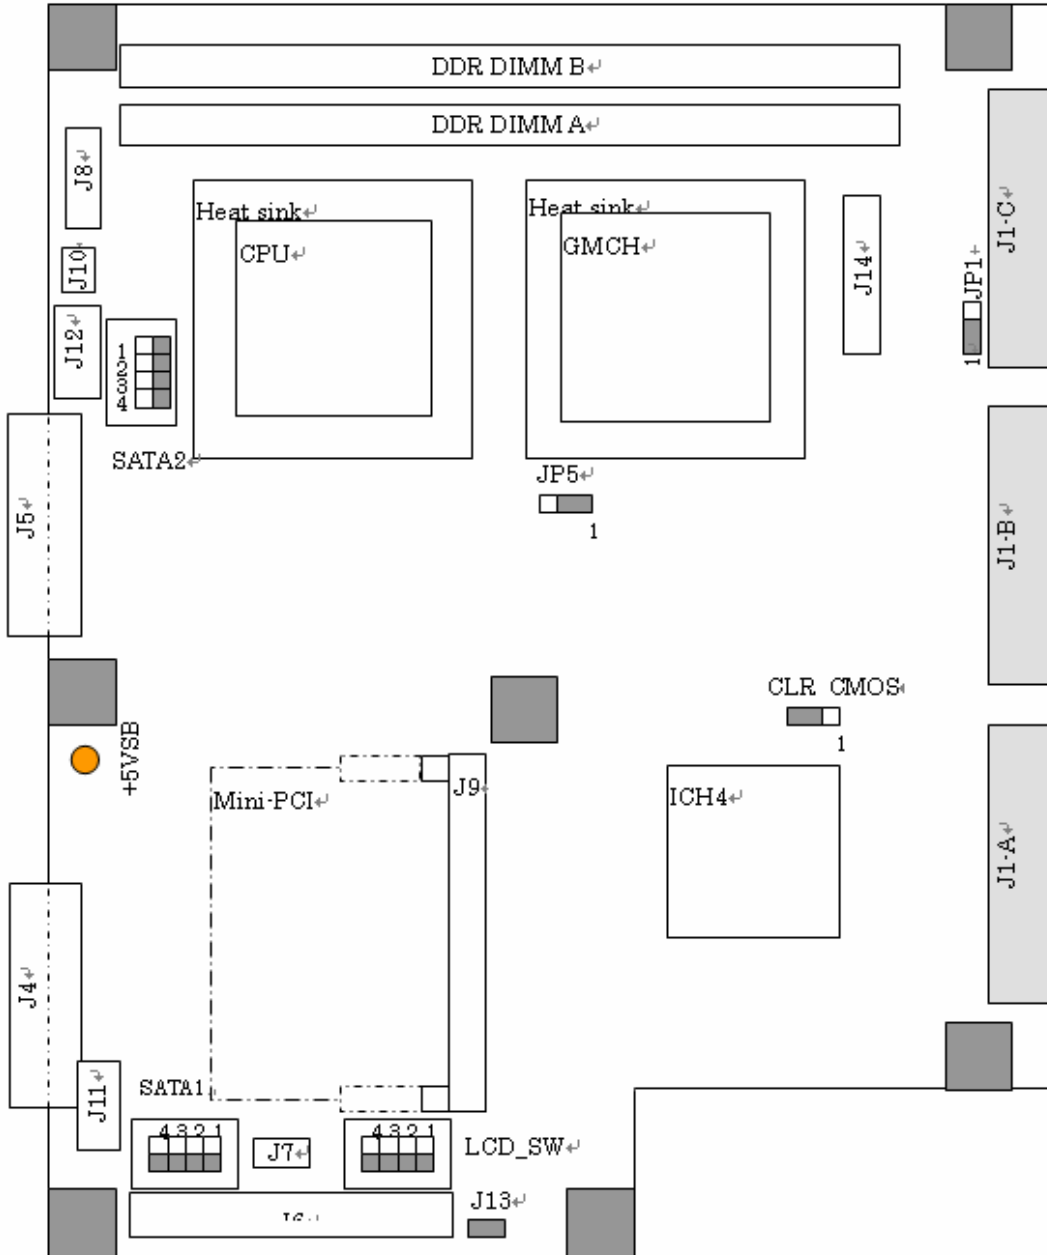 DDR DIMM B
DDR DIMM A
J8
Heat sink
CPU
Heat sink
GMCH
J14
JP1
1
J1-C
J10
J12
1
2
3
4
SATA2
JP5
1
J5
J1-B
CLR CMOS
1
+5VSB
Mini-PCI
J9
ICH4
J1-A
J4
J11
SATA1
4 3 2 1
J7
4 3 2 1
LCD_SW
J13